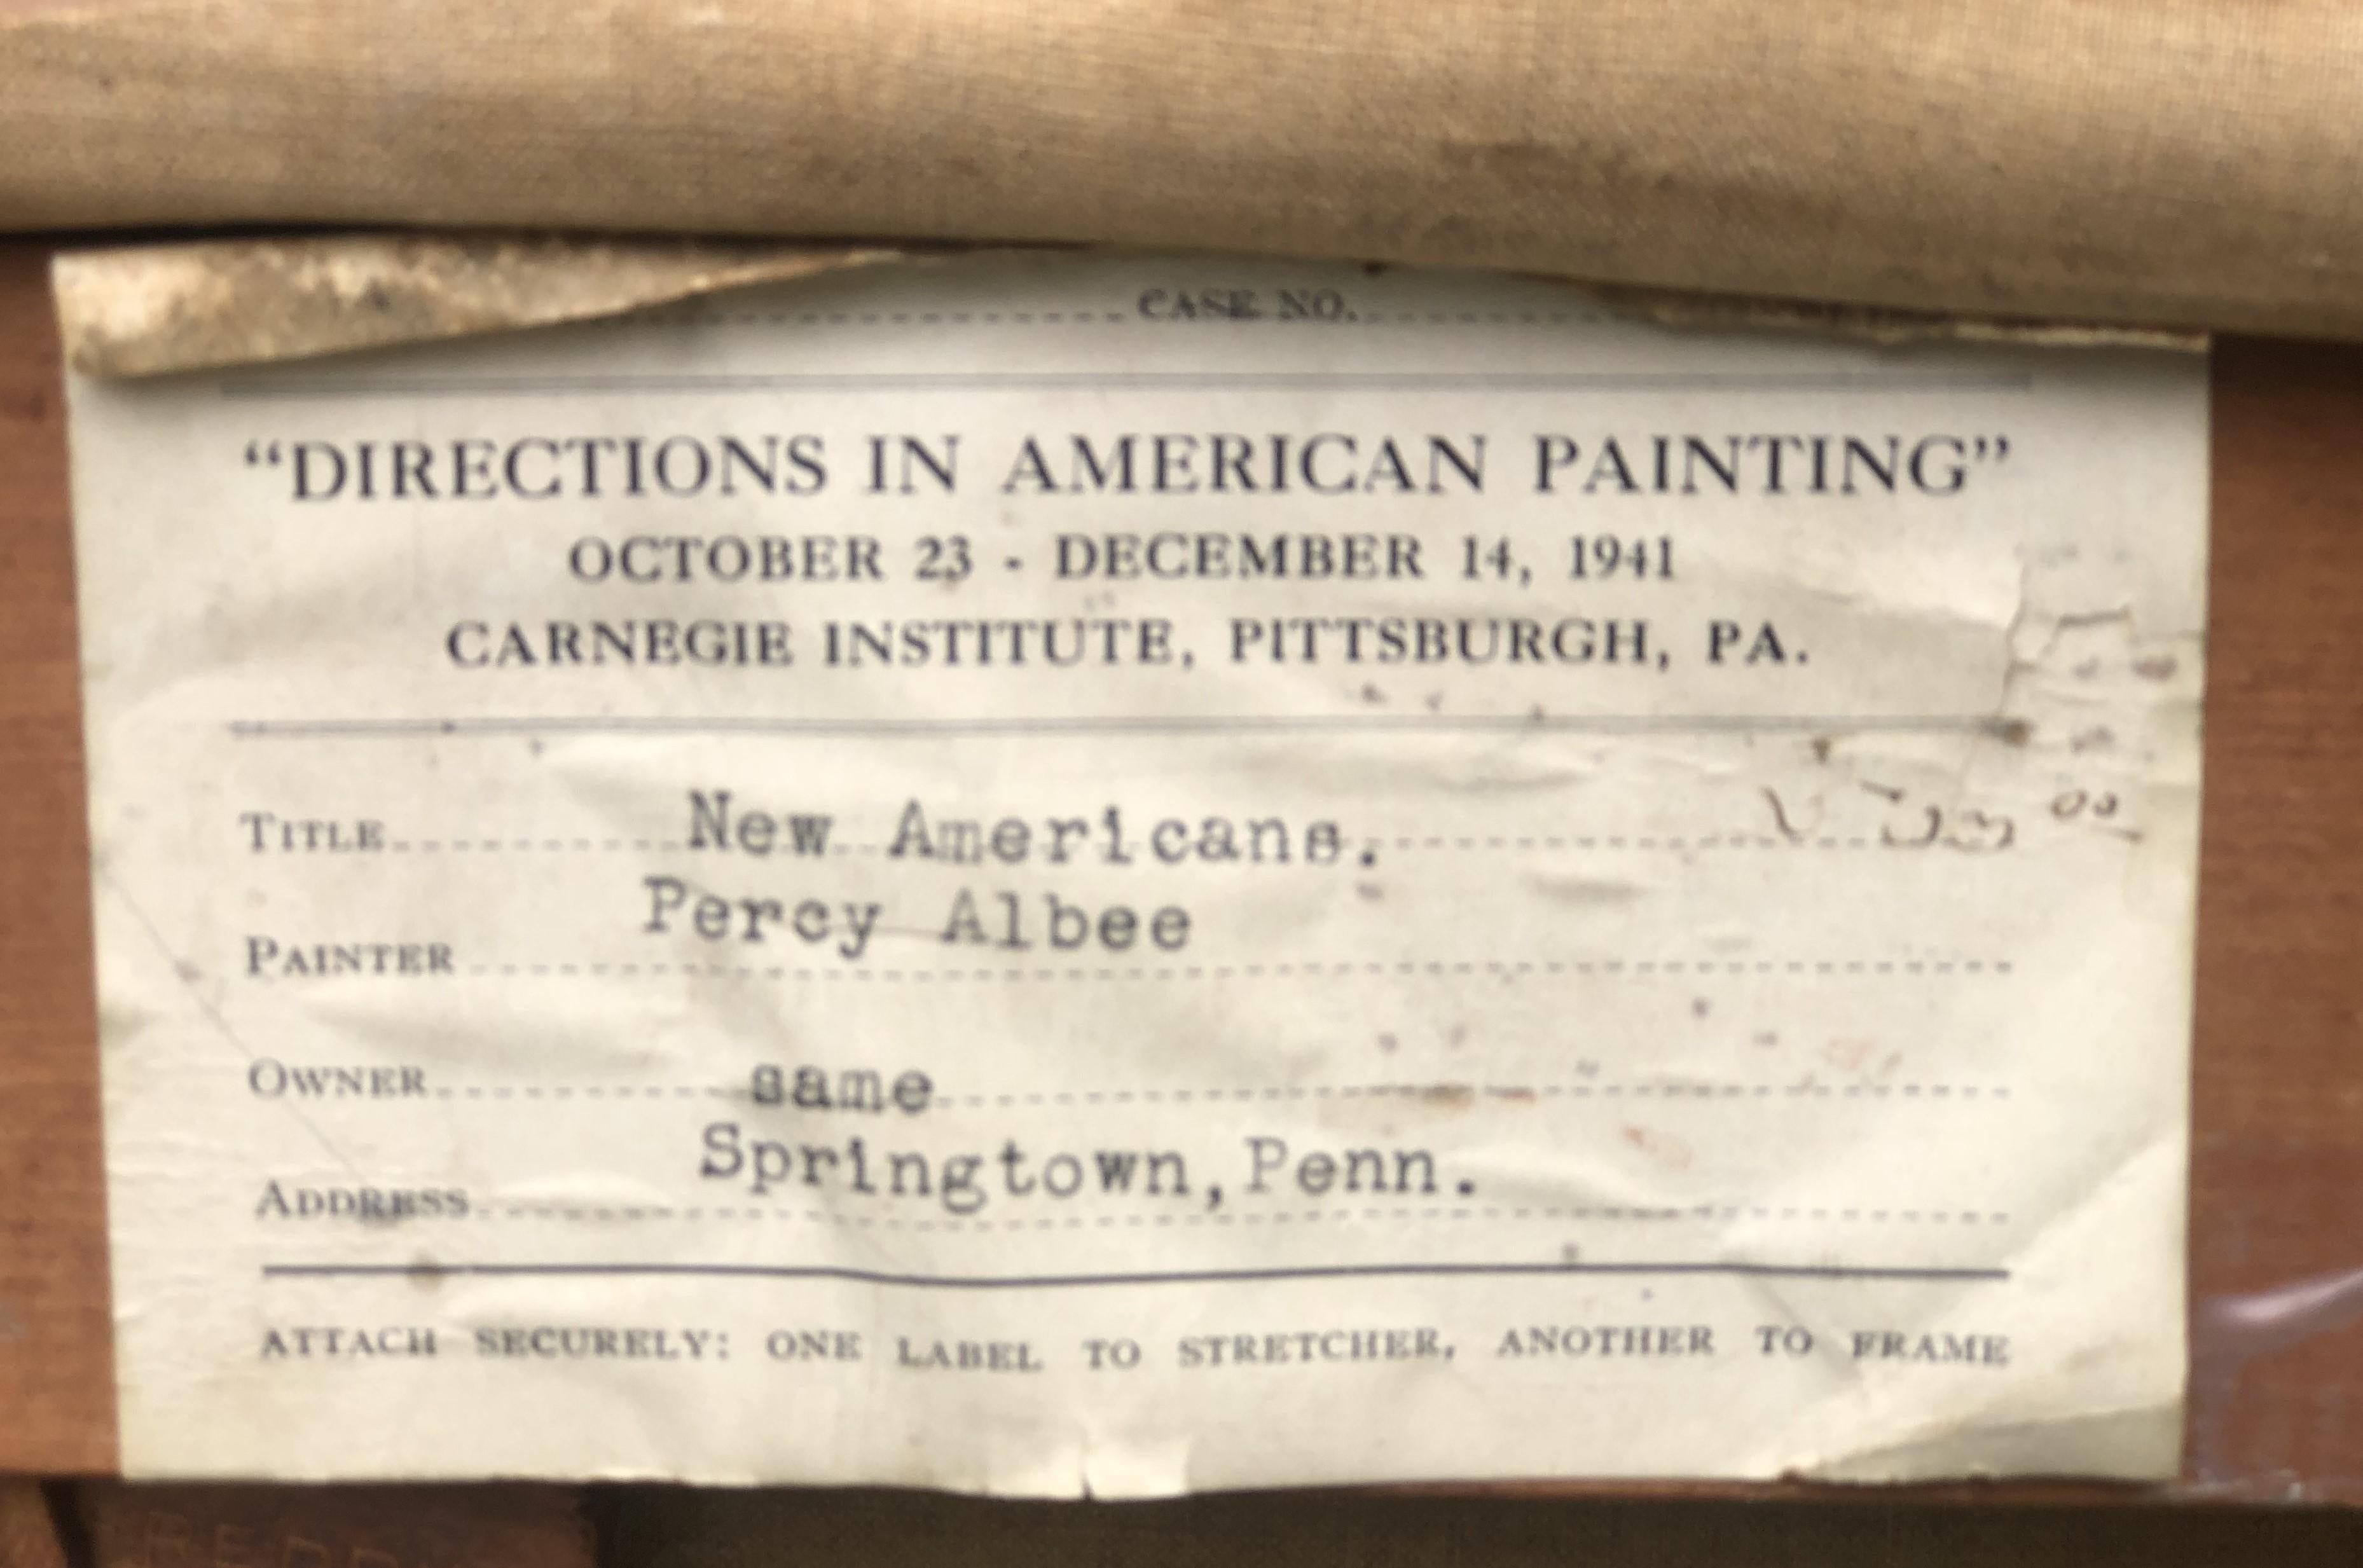 CASE NO.
“DIRECTIONS IN AMERICAN PAINTING”
OCTOBER 23 - DECEMBER 14, 1941
CARNEGIE INSTITUTE, PITTSBURGH, PA.
TITLE New Americans.
PAINTER Percy Albee
OWNER same
ADDRESS Springtown, Penn.
ATTACH SECURELY: ONE LABEL TO STRETCHER, ANOTHER TO FRAME